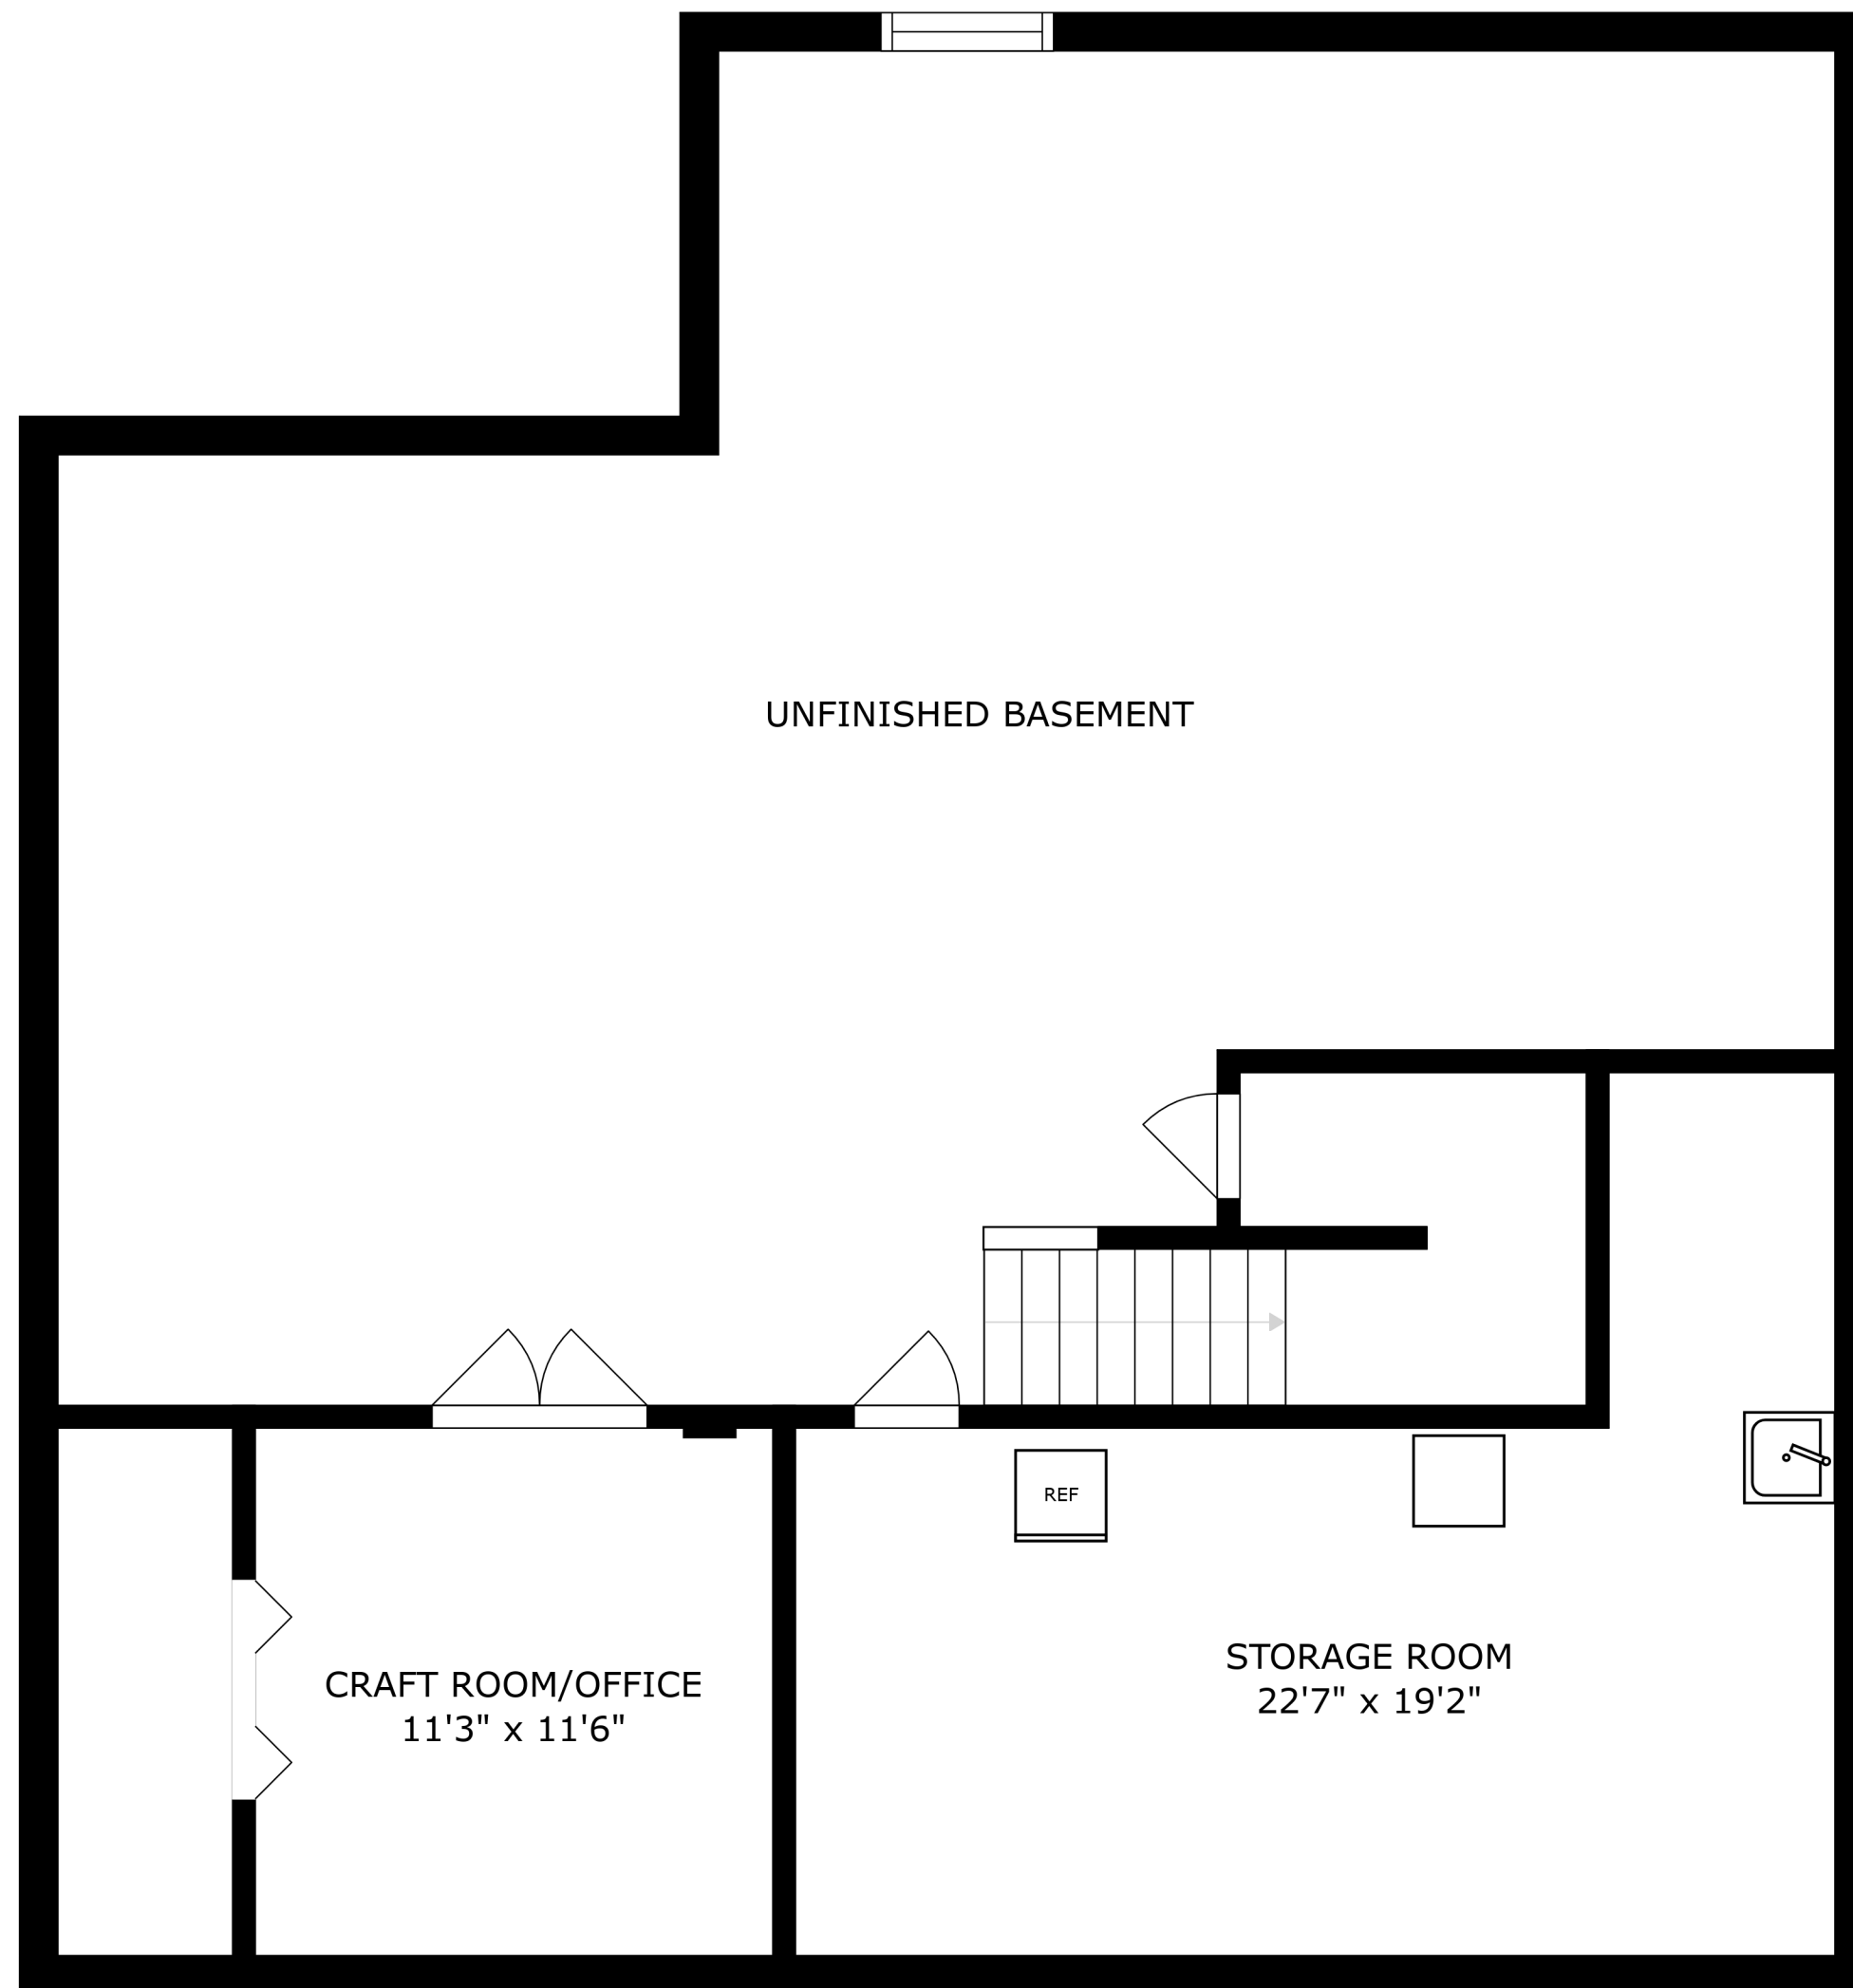 UNFINISHED BASEMENT
REF
STORAGE ROOM
22'7" x 19'2"
CRAFT ROOM/OFFICE
11'3" x 11'6"